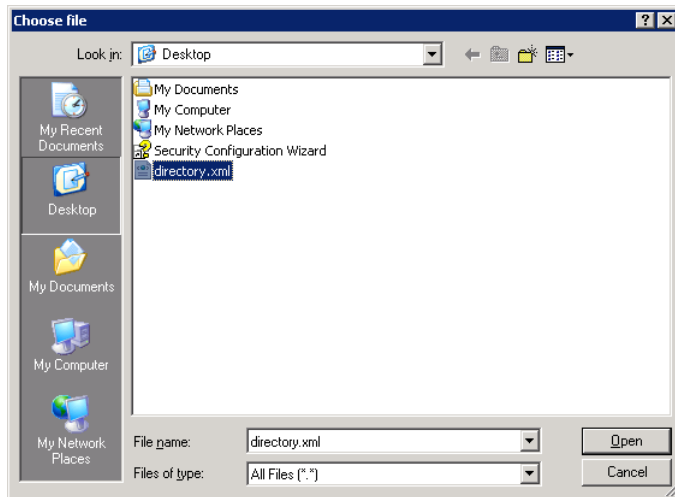 Choose file
Look in:
Desktop
My Recent
Documents
Desktop
My Documents
My Computer
My Network
Places
My Documents
My Computer
My Network Places
Security Configuration Wizard
directory.xml
File name:
directory.xml
Open
Files of type:
All Files (*.*)
Cancel